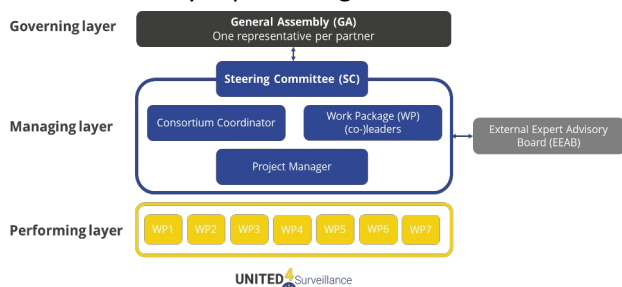 Governing layer
General Assembly (GA)
One representative per partner
Steering Committee (SC)
Managing layer
Consortium Coordinator
Work Package (WP)
(co-)leaders
Project Manager
External Expert Advisory
Board (EEAB)
Performing layer
WP1 WP2 WP3 WP4 WP5 WP6 WP7
UNITED4Surveillance